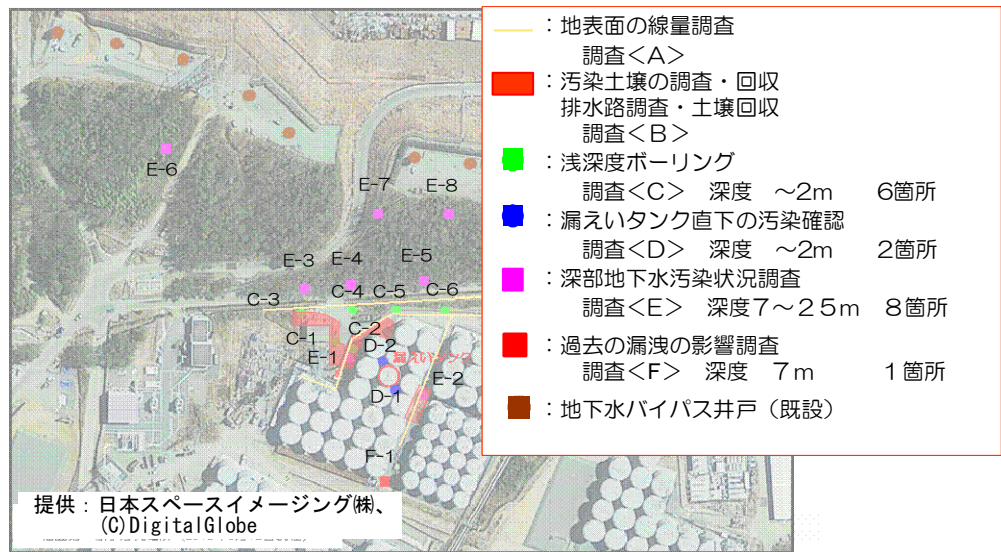 ：地表面の線量調査
調査＜A＞
：汚染土壌の調査・回収
排水路調査・土壌回収
調査＜B＞
：浅深度ボーリング
調査＜C＞　深度　～2m　　6箇所
：漏えいタンク直下の汚染確認
調査＜D＞　深度　～2m　　2箇所
：深部地下水汚染状況調査
調査＜E＞　深度７～２５ｍ　８箇所
：過去の漏洩の影響調査
調査＜F＞　深度　７ｍ　　　１箇所
：地下水バイパス井戸（既設）
E-6
E-7
E-8
E-3
E-4
E-5
C-3
C-4
C-5
C-6
C-1
C-2
E-1
D-2
漏えいタンク
E-2
D-1
F-1
提供：日本スペースイメージング㈱、
(C)DigitalGlobe